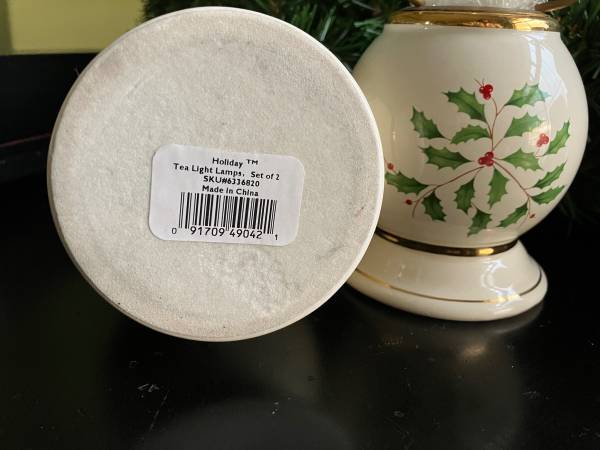 Holiday ™
Tea Light Lamps, Set of 2
SKU#6336820
Made in China
0 91709 49042 1